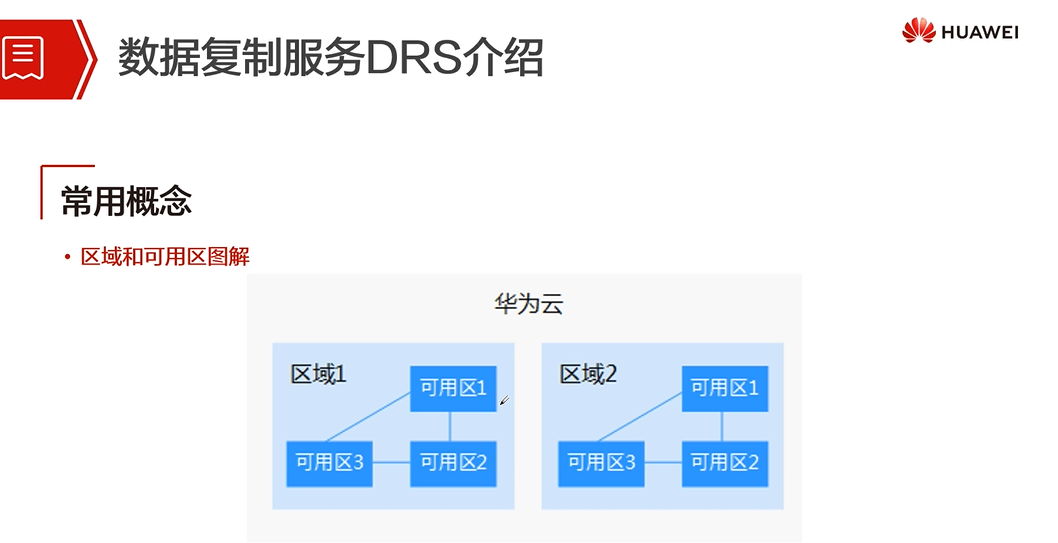 数据复制服务DRS介绍
HUAWEI
常用概念
• 区域和可用区图解
华为云
区域1
可用区1
可用区3
可用区2
区域2
可用区1
可用区3
可用区2